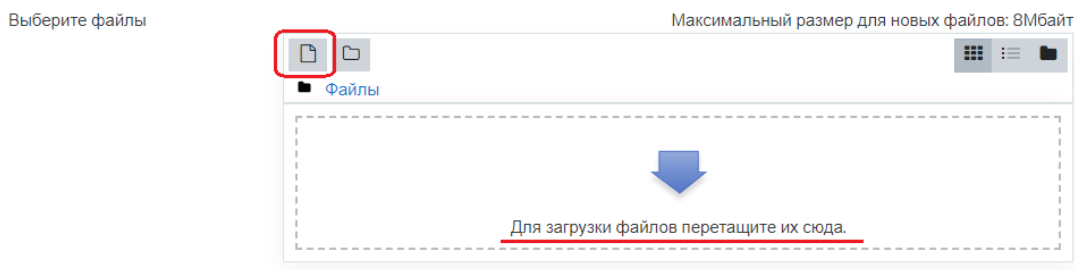 Выберите файлы
Максимальный размер для новых файлов: 8Мбайт
Файлы
Для загрузки файлов перетащите их сюда.